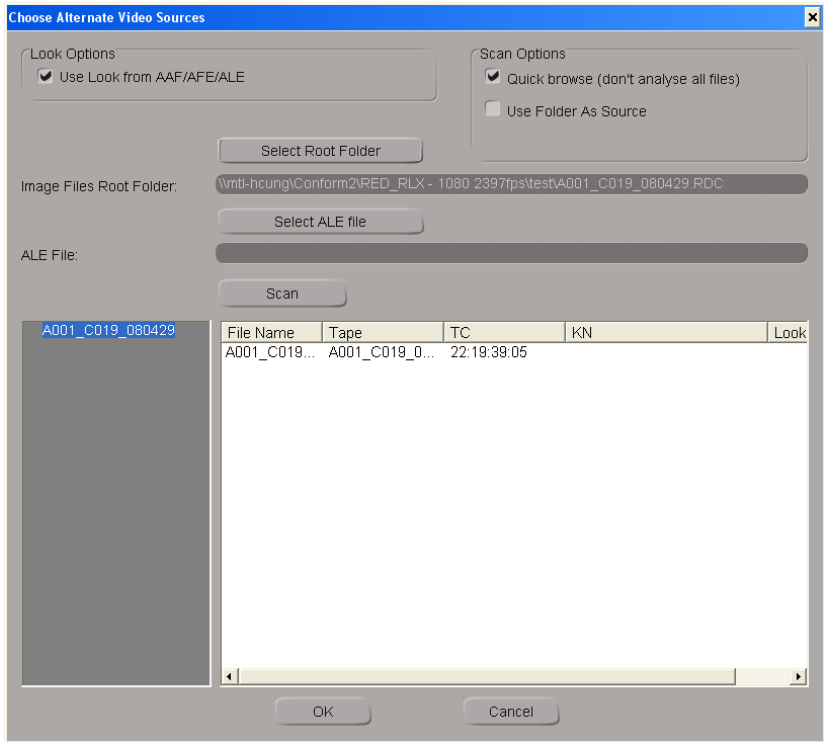 Choose Alternate Video Sources
Look Options
Use Look from AAF/AFE/ALE
Scan Options
Quick browse (don't analyse all files)
Use Folder As Source
Select Root Folder
Image Files Root Folder: \\mtl-hcung\Conform2\RED_RLX - 1080 2397fps\test\A001_C019_080429.RDC
Select ALE file
ALE File:
Scan
A001_C019_080429
File Name Tape TC KN Look
A001_C019... A001_C019_0... 22:19:39:05
OK Cancel